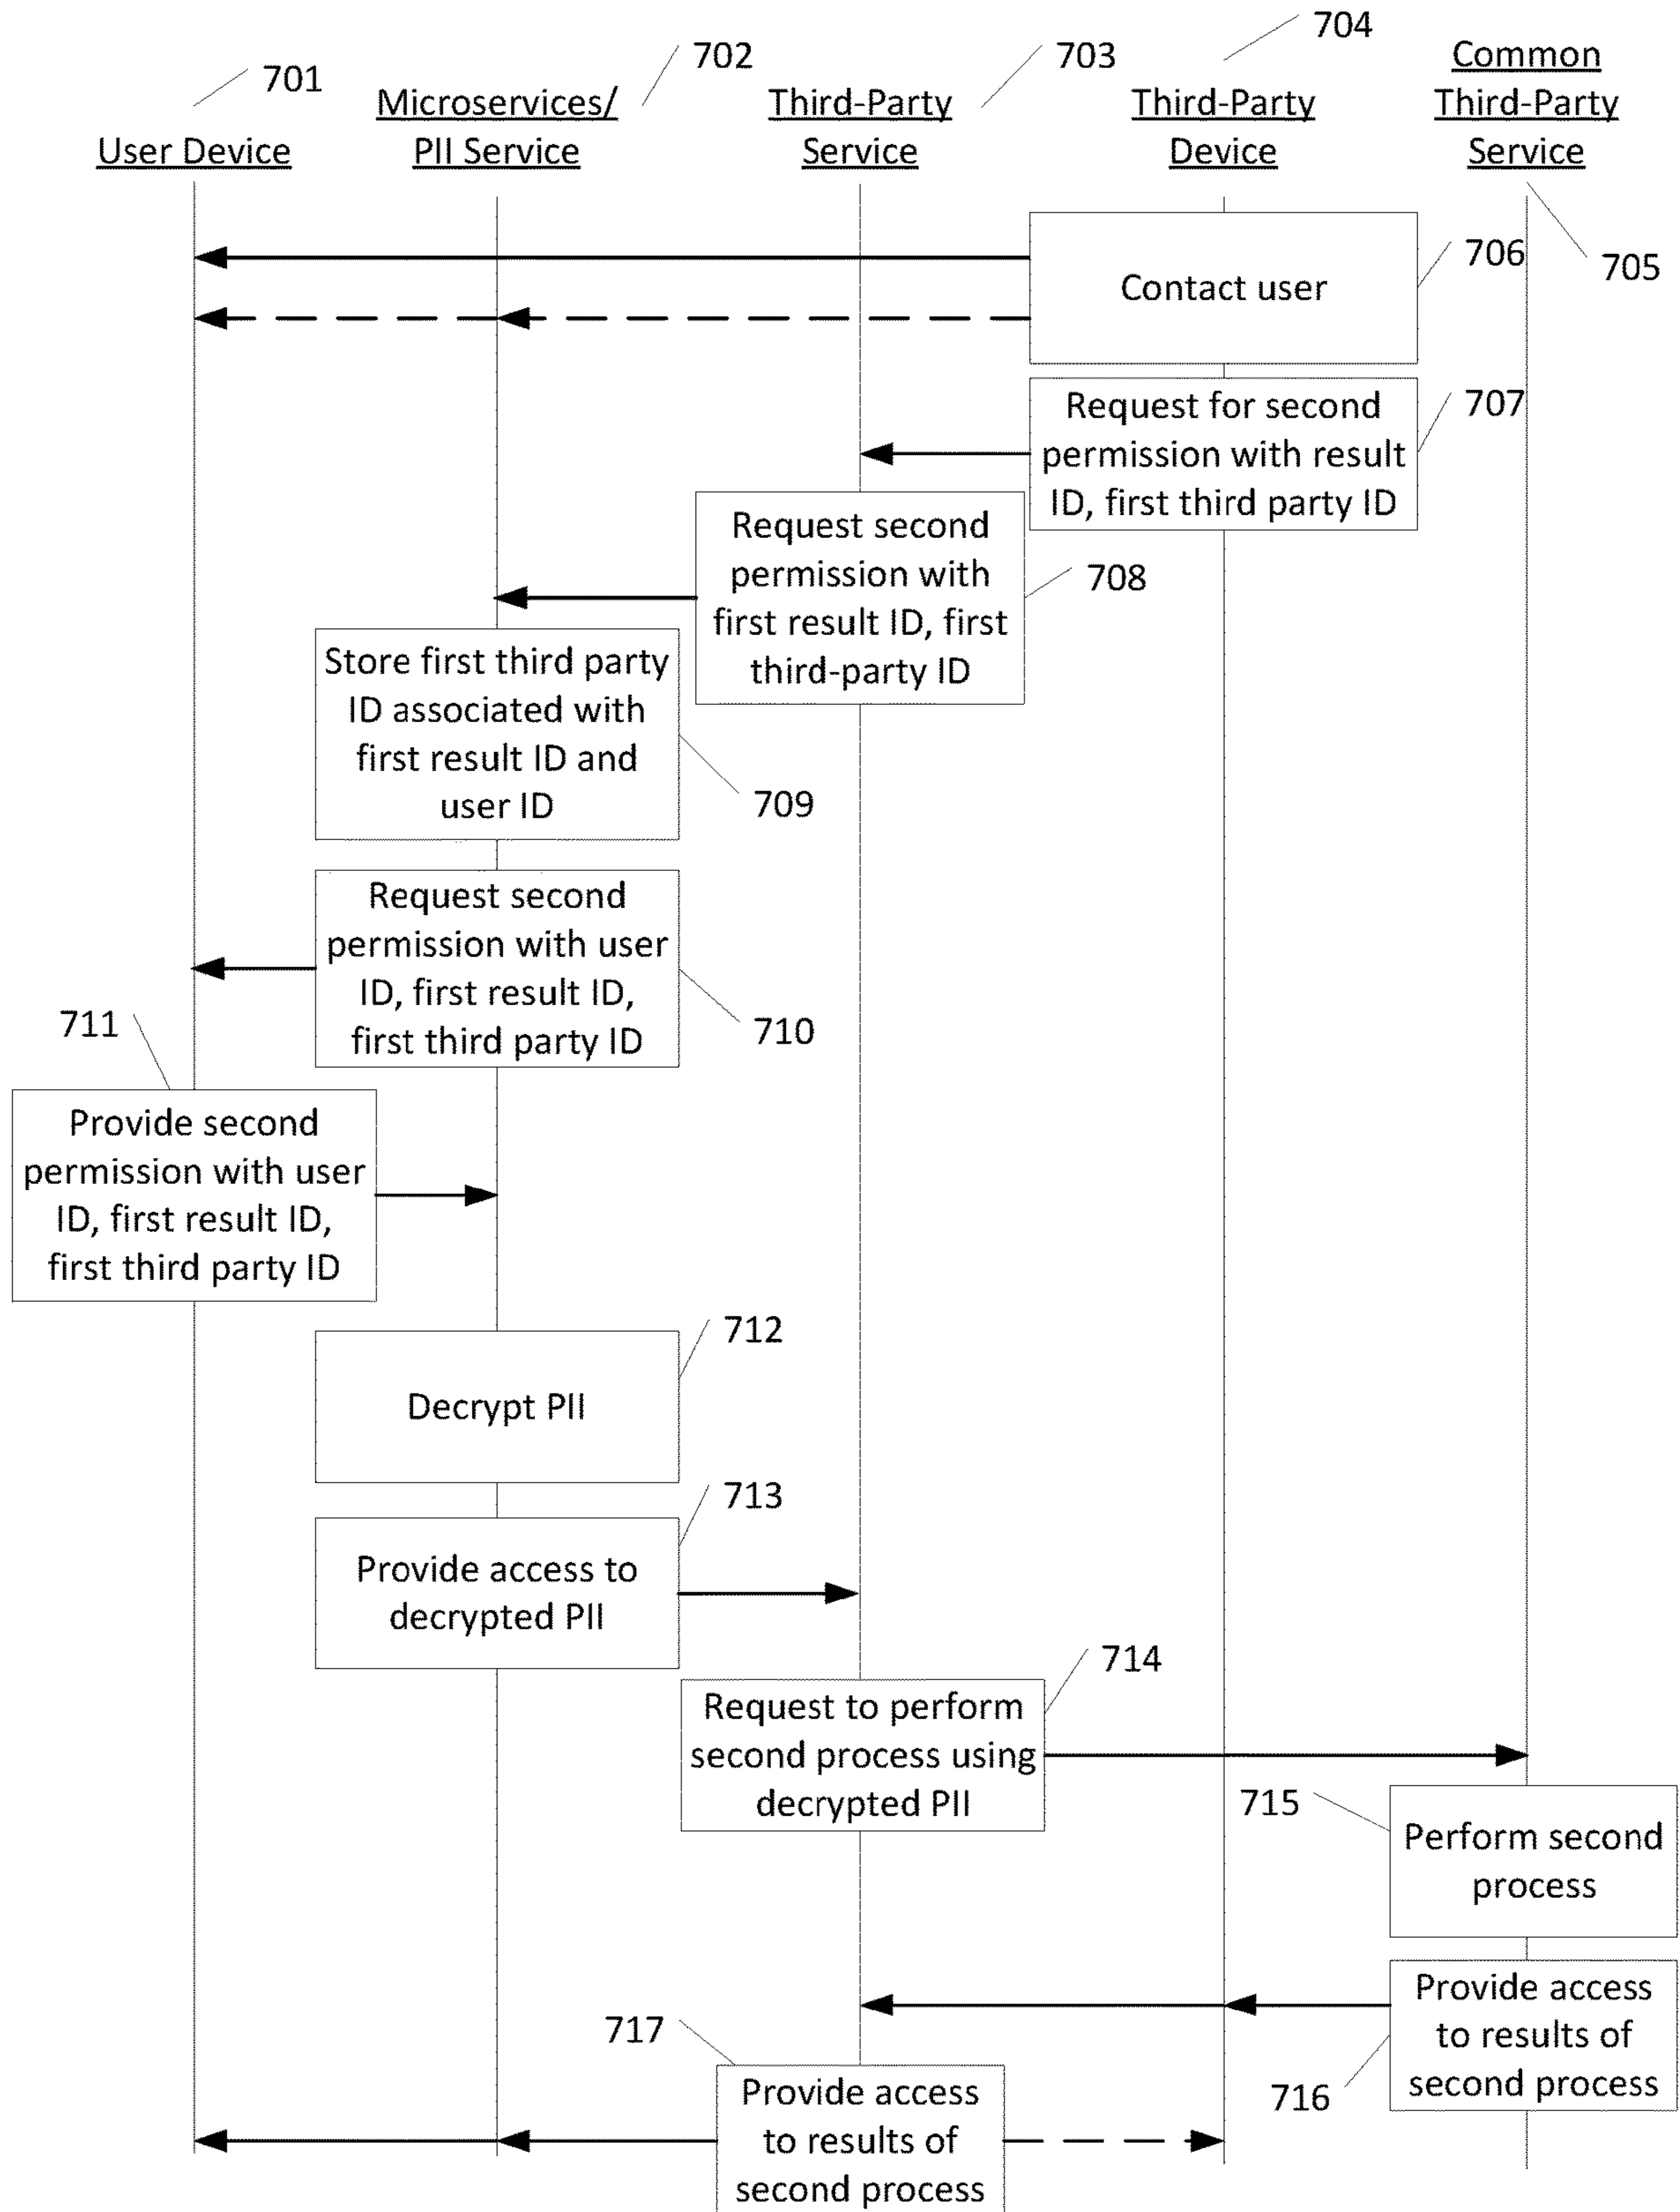 701
User Device
702
Microservices/
PII Service
703
Third-Party
Service
704
Third-Party
Device
Common
Third-Party
Service
705
Contact user
706
Request for second
permission with result
ID, first third party ID
707
Request second
permission with
first result ID, first
third-party ID
708
Store first third party
ID associated with
first result ID and
user ID
709
Request second
permission with user
ID, first result ID,
first third party ID
710
711
Provide second
permission with user
ID, first result ID,
first third party ID
712
Decrypt PII
713
Provide access to
decrypted PII
714
Request to perform
second process using
decrypted PII
715
Perform second
process
Provide access
to results of
second process
716
717
Provide access
to results of
second process